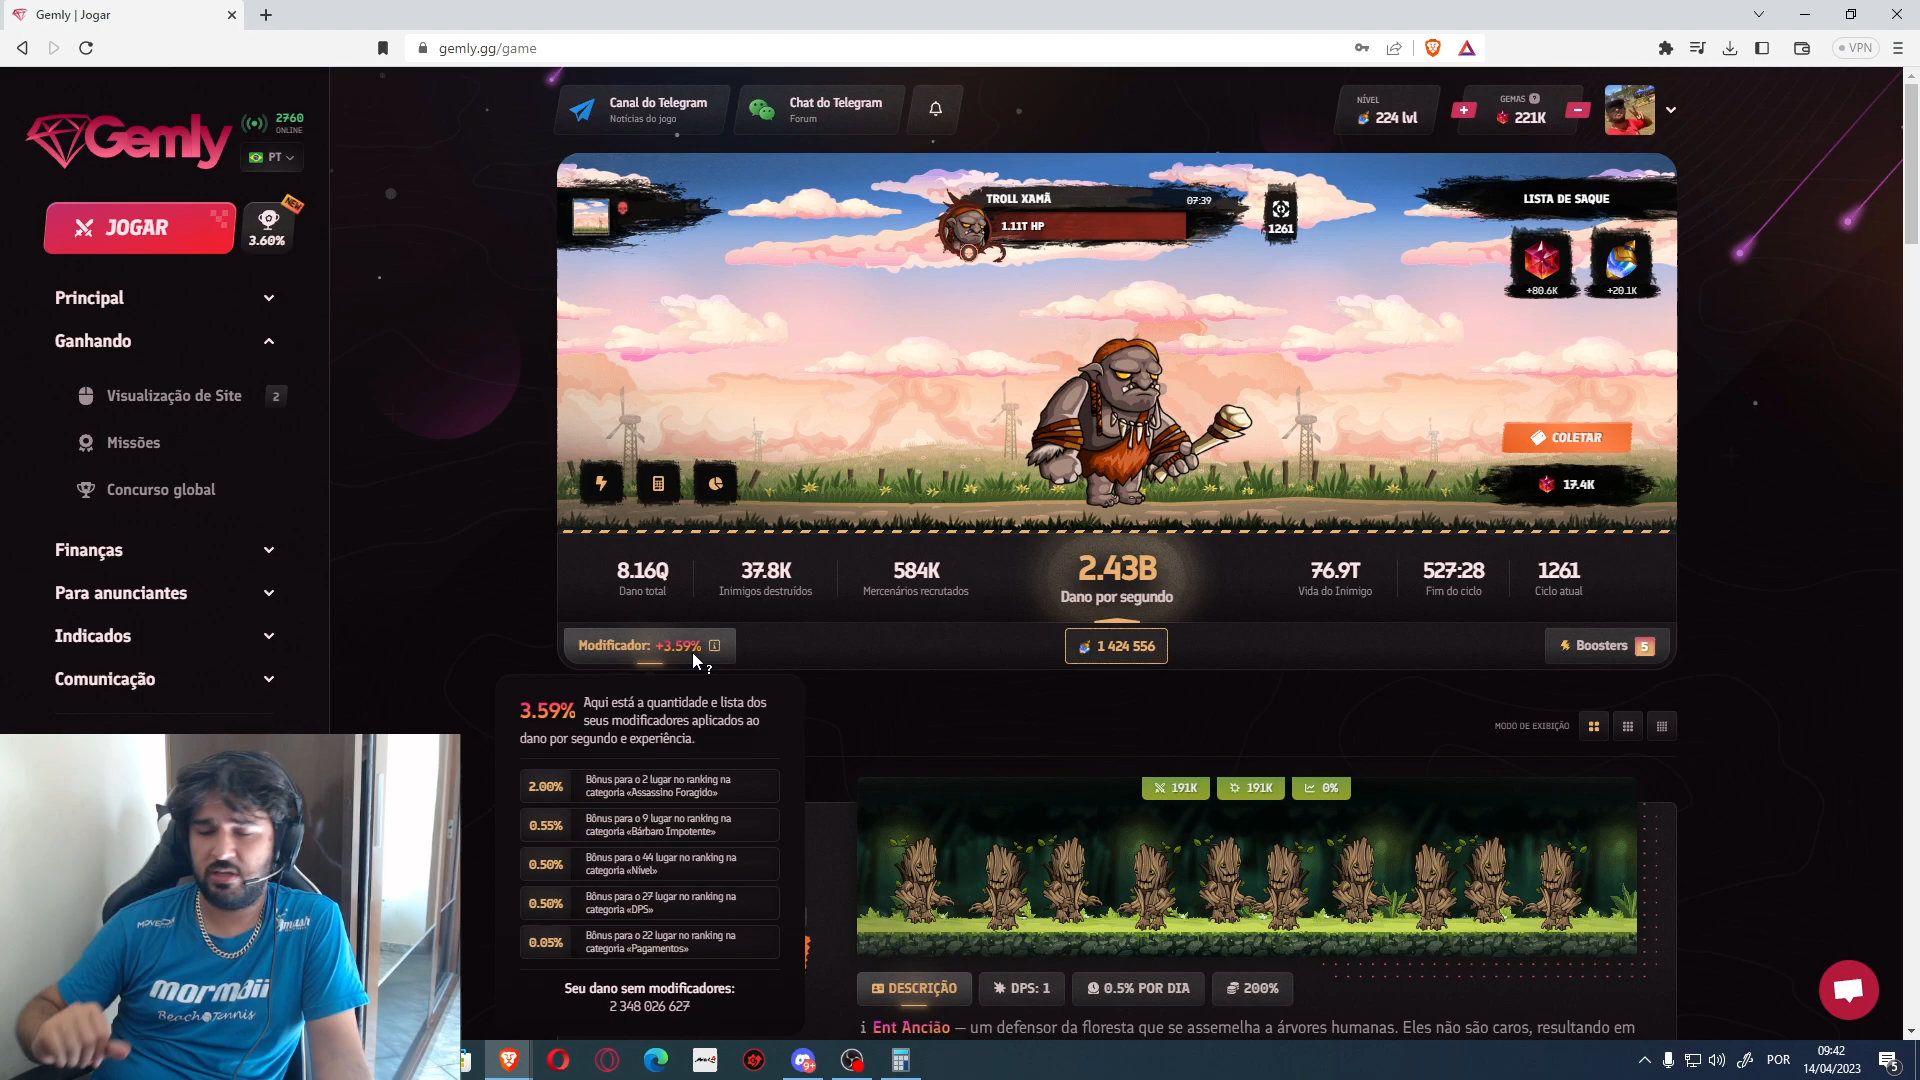 Gemly | Jogar
gemly.gg/game
VPN
Gemly
2760
ONLINE
PT
Canal do Telegram
Notícias do jogo
Chat do Telegram
Forum
NÍVEL
224 lvl
GEMAS
221K
JOGAR
NEW
3.60%
Principal
Ganhando
Visualização de Site
2
Missões
Concurso global
Finanças
Para anunciantes
Indicados
Comunicação
TROLL XAMÃ
07:39
1.11T HP
1261
LISTA DE SAQUE
+80.6K
+20.1K
COLETAR
17.4K
8.16Q
Dano total
37.8K
Inimigos destruídos
584K
Mercenários recrutados
2.43B
Dano por segundo
76.9T
Vida do Inimigo
527:28
Fim do ciclo
1261
Ciclo atual
Modificador: +3.59%
1 424 556
Boosters 5
3.59% Aqui está a quantidade e lista dos
seus modificadores aplicados ao
dano por segundo e experiência.
2.00%
Bônus para o 2 lugar no ranking na
categoria «Assassino Foragido»
0.55%
Bônus para o 9 lugar no ranking na
categoria «Bárbaro Impotente»
0.50%
Bônus para o 44 lugar no ranking na
categoria «Nível»
0.50%
Bônus para o 27 lugar no ranking na
categoria «DPS»
0.05%
Bônus para o 22 lugar no ranking na
categoria «Pagamentos»
Seu dano sem modificadores:
2 348 026 627
MODO DE EXIBIÇÃO
191K
191K
0%
DESCRIÇÃO
DPS: 1
0.5% POR DIA
200%
Ent Ancião — um defensor da floresta que se assemelha a árvores humanas. Eles não são caros, resultando em
mormaii
Beach Tennis
9+
POR
09:42
14/04/2023
5